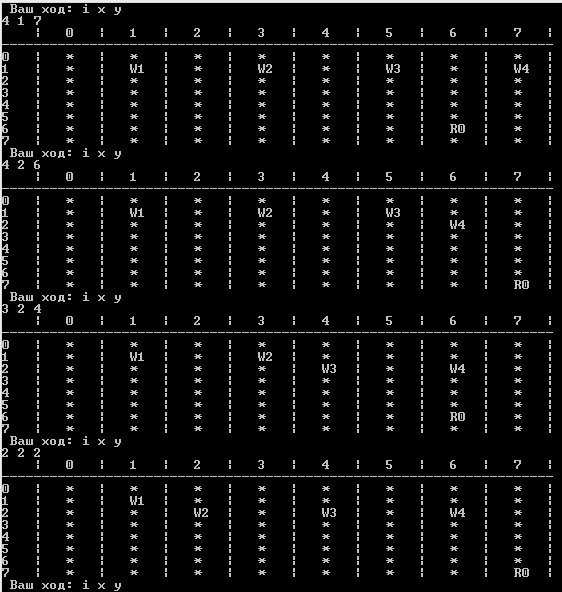 Ваш ход: i x y
4 1 7
¦ 0 ¦ 1 ¦ 2 ¦ 3 ¦ 4 ¦ 5 ¦ 6 ¦ 7 ¦
-----------------------------------------------------------------
0 ¦ * ¦ * ¦ * ¦ * ¦ * ¦ * ¦ * ¦ * ¦
1 ¦ * ¦ W1 ¦ * ¦ W2 ¦ * ¦ W3 ¦ * ¦ W4 ¦
2 ¦ * ¦ * ¦ * ¦ * ¦ * ¦ * ¦ * ¦ * ¦
3 ¦ * ¦ * ¦ * ¦ * ¦ * ¦ * ¦ * ¦ * ¦
4 ¦ * ¦ * ¦ * ¦ * ¦ * ¦ * ¦ * ¦ * ¦
5 ¦ * ¦ * ¦ * ¦ * ¦ * ¦ * ¦ * ¦ * ¦
6 ¦ * ¦ * ¦ * ¦ * ¦ * ¦ * ¦ R0 ¦ * ¦
7 ¦ * ¦ * ¦ * ¦ * ¦ * ¦ * ¦ * ¦ * ¦
Ваш ход: i x y
4 2 6
¦ 0 ¦ 1 ¦ 2 ¦ 3 ¦ 4 ¦ 5 ¦ 6 ¦ 7 ¦
-----------------------------------------------------------------
0 ¦ * ¦ * ¦ * ¦ * ¦ * ¦ * ¦ * ¦ * ¦
1 ¦ * ¦ W1 ¦ * ¦ W2 ¦ * ¦ W3 ¦ * ¦ * ¦
2 ¦ * ¦ * ¦ * ¦ * ¦ * ¦ * ¦ W4 ¦ * ¦
3 ¦ * ¦ * ¦ * ¦ * ¦ * ¦ * ¦ * ¦ * ¦
4 ¦ * ¦ * ¦ * ¦ * ¦ * ¦ * ¦ * ¦ * ¦
5 ¦ * ¦ * ¦ * ¦ * ¦ * ¦ * ¦ * ¦ * ¦
6 ¦ * ¦ * ¦ * ¦ * ¦ * ¦ * ¦ * ¦ * ¦
7 ¦ * ¦ * ¦ * ¦ * ¦ * ¦ * ¦ * ¦ R0 ¦
Ваш ход: i x y
3 2 4
¦ 0 ¦ 1 ¦ 2 ¦ 3 ¦ 4 ¦ 5 ¦ 6 ¦ 7 ¦
-----------------------------------------------------------------
0 ¦ * ¦ * ¦ * ¦ * ¦ * ¦ * ¦ * ¦ * ¦
1 ¦ * ¦ W1 ¦ * ¦ W2 ¦ * ¦ * ¦ * ¦ * ¦
2 ¦ * ¦ * ¦ * ¦ * ¦ W3 ¦ * ¦ W4 ¦ * ¦
3 ¦ * ¦ * ¦ * ¦ * ¦ * ¦ * ¦ * ¦ * ¦
4 ¦ * ¦ * ¦ * ¦ * ¦ * ¦ * ¦ * ¦ * ¦
5 ¦ * ¦ * ¦ * ¦ * ¦ * ¦ * ¦ * ¦ * ¦
6 ¦ * ¦ * ¦ * ¦ * ¦ * ¦ * ¦ R0 ¦ * ¦
7 ¦ * ¦ * ¦ * ¦ * ¦ * ¦ * ¦ * ¦ * ¦
Ваш ход: i x y
2 2 2
¦ 0 ¦ 1 ¦ 2 ¦ 3 ¦ 4 ¦ 5 ¦ 6 ¦ 7 ¦
-----------------------------------------------------------------
0 ¦ * ¦ * ¦ * ¦ * ¦ * ¦ * ¦ * ¦ * ¦
1 ¦ * ¦ W1 ¦ * ¦ * ¦ * ¦ * ¦ * ¦ * ¦
2 ¦ * ¦ * ¦ W2 ¦ * ¦ W3 ¦ * ¦ W4 ¦ * ¦
3 ¦ * ¦ * ¦ * ¦ * ¦ * ¦ * ¦ * ¦ * ¦
4 ¦ * ¦ * ¦ * ¦ * ¦ * ¦ * ¦ * ¦ * ¦
5 ¦ * ¦ * ¦ * ¦ * ¦ * ¦ * ¦ * ¦ * ¦
6 ¦ * ¦ * ¦ * ¦ * ¦ * ¦ * ¦ * ¦ * ¦
7 ¦ * ¦ * ¦ * ¦ * ¦ * ¦ * ¦ * ¦ R0 ¦
Ваш ход: i x y